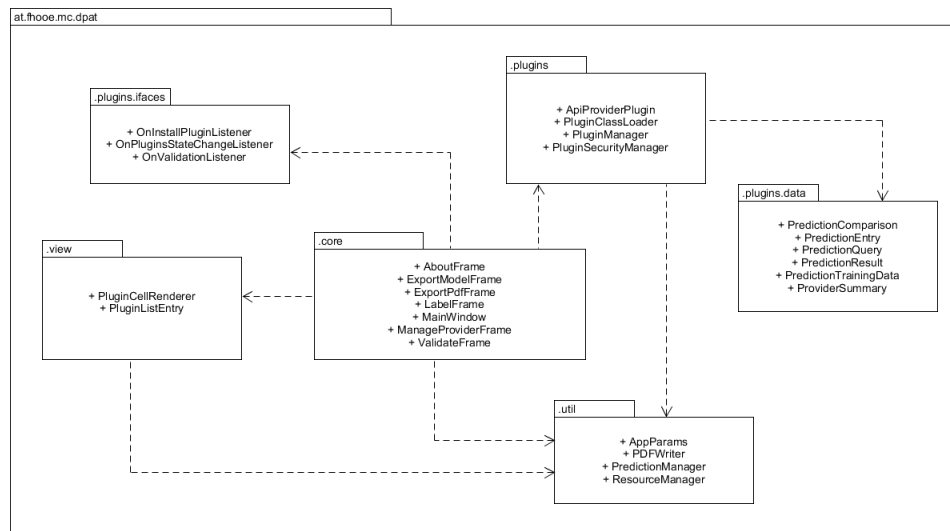 at.fhooe.mc.dpat
.plugins
+ ApiProviderPlugin
+ PluginClassLoader
+ PluginManager
+ PluginSecurityManager
.plugins.ifaces
+ OnInstallPluginListener
+ OnPluginsStateChangeListener
+ OnValidationListener
.plugins.data
+ PredictionComparison
+ PredictionEntry
+ PredictionQuery
+ PredictionResult
+ PredictionTrainingData
+ ProviderSummary
.view
+ PluginCellRenderer
+ PluginListEntry
.core
+ AboutFrame
+ ExportModelFrame
+ ExportPdfFrame
+ LabelFrame
+ MainWindow
+ ManageProviderFrame
+ ValidateFrame
.util
+ AppParams
+ PDFWriter
+ PredictionManager
+ ResourceManager